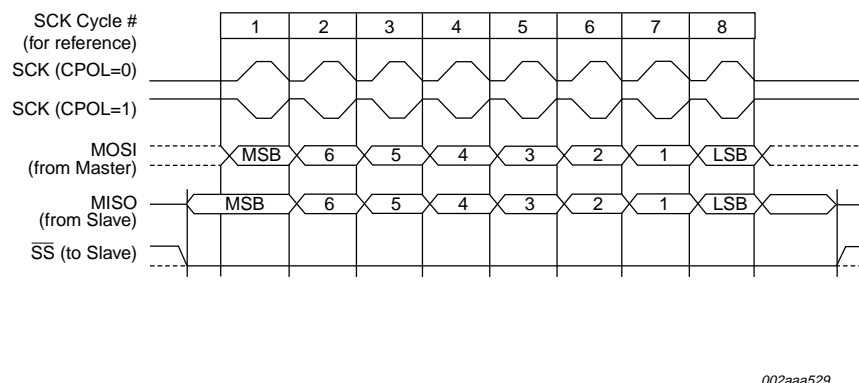 SCK Cycle #
(for reference)
1 2 3 4 5 6 7 8
SCK (CPOL=0)
SCK (CPOL=1)
MOSI
(from Master)
MSB 6 5 4 3 2 1 LSB
MISO
(from Slave)
MSB 6 5 4 3 2 1 LSB
SS (to Slave)
002aaa529